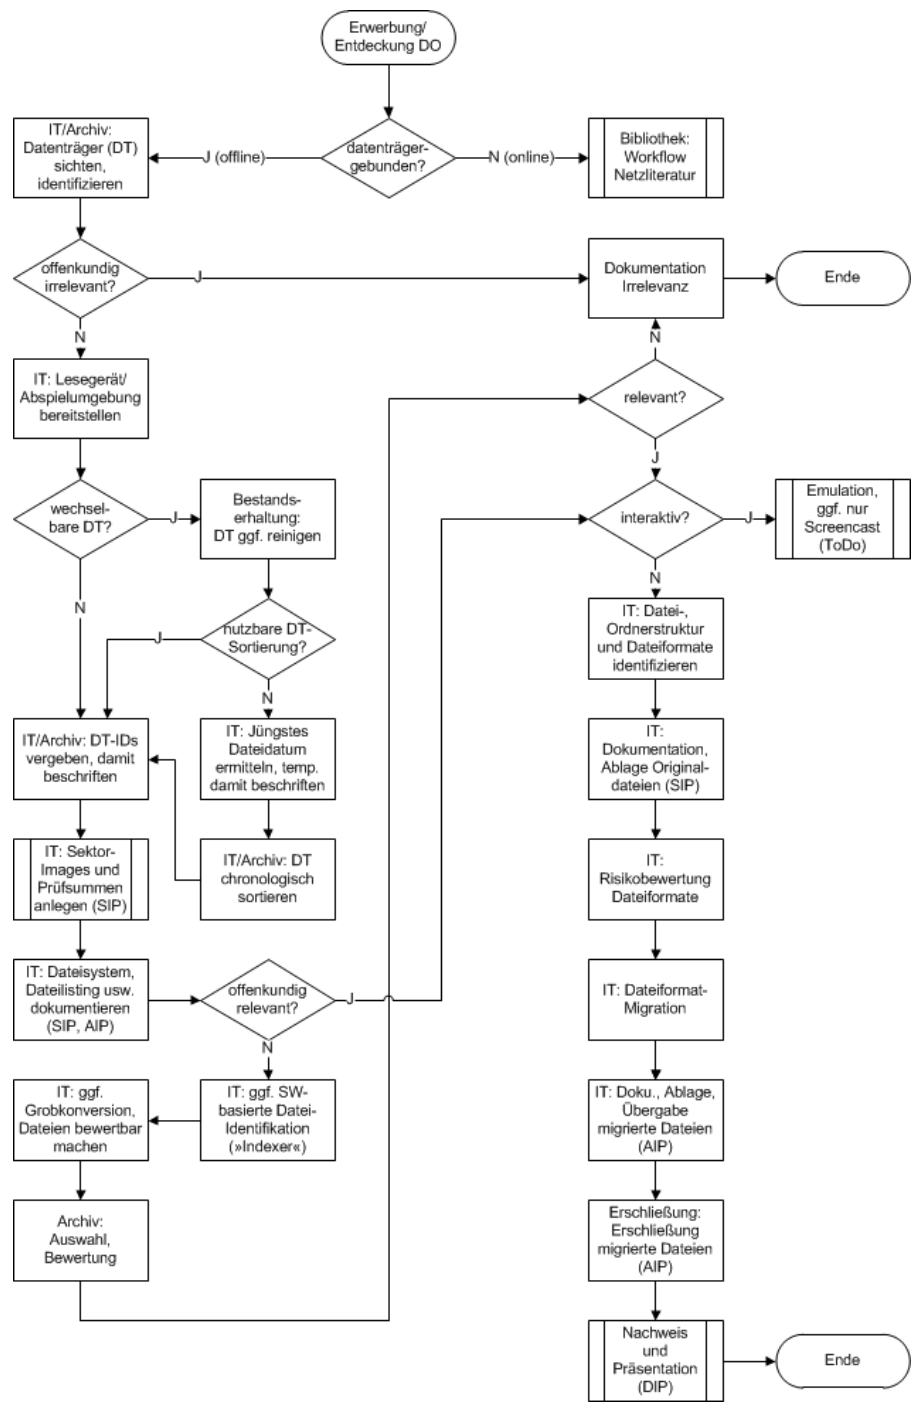 Erwerbung/
Entdeckung DO
IT/Archiv:
Datenträger (DT)
sichten,
identifizieren
J (offline)
datenträger-
gebunden?
N (online)
Bibliothek:
Workflow
Netzliteratur
offenkundig
irrelevant?
J
Dokumentation
Irrelevanz
Ende
N
N
IT: Lesegerät/
Abspielumgebung
bereitstellen
relevant?
J
wechsel-
bare DT?
J
Bestands-
erhaltung:
DT ggf. reinigen
interaktiv?
J
Emulation,
ggf. nur
Screencast
(ToDo)
N
N
J
nutzbare DT-
Sortierung?
IT: Datei-,
Ordnerstruktur
und Dateiformate
identifizieren
N
IT/Archiv: DT-IDs
vergeben, damit
beschriften
IT: Jüngstes
Dateidatum
ermitteln, temp.
damit beschriften
IT:
Dokumentation,
Ablage Original-
dateien (SIP)
IT: Sektor-
Images und
Prüfsummen
anlegen (SIP)
IT/Archiv: DT
chronologisch
sortieren
IT:
Risikobewertung
Dateiformate
IT: Dateisystem,
Dateilisting usw.
dokumentieren
(SIP, AIP)
offenkundig
relevant?
J
IT: Dateiformat-
Migration
N
IT: ggf.
Grobkonversion,
Dateien bewertbar
machen
IT: ggf. SW-
basierte Datei-
Identifikation
(»Indexer«)
IT: Doku., Ablage,
Übergabe
migrierte Dateien
(AIP)
Archiv:
Auswahl,
Bewertung
Erschließung:
Erschließung
migrierte Dateien
(AIP)
Nachweis
und
Präsentation
(DIP)
Ende